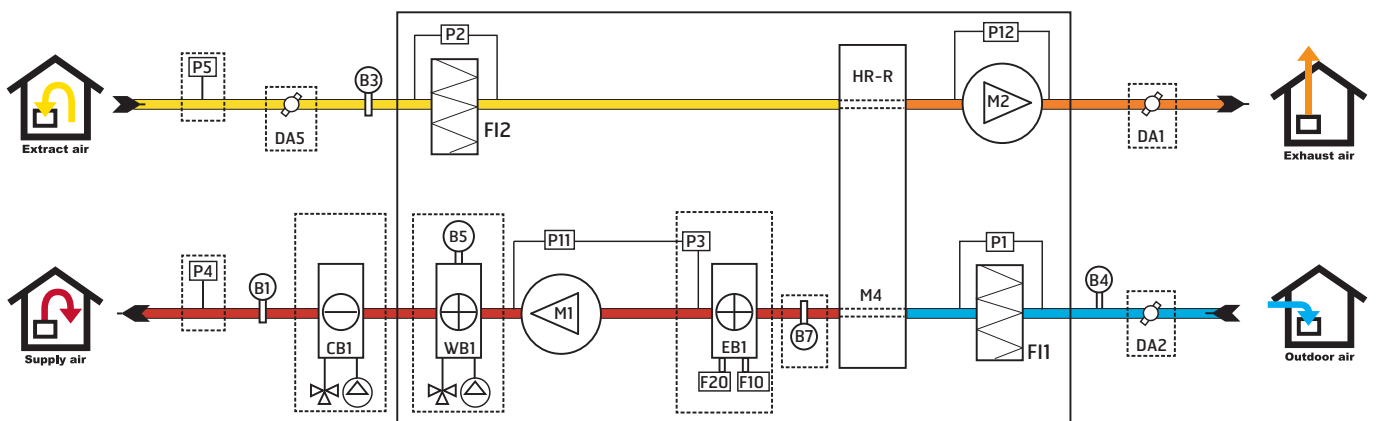 P2
P12
P5
B3
HR-R
M2
FI2
DA5
DA1
Extract air
Exhaust air
B5
P11
P3
P1
P4
B1
B4
M4
M1
B7
CB1
WB1
EB1
FI1
DA2
Supply air
Outdoor air
F20
F10